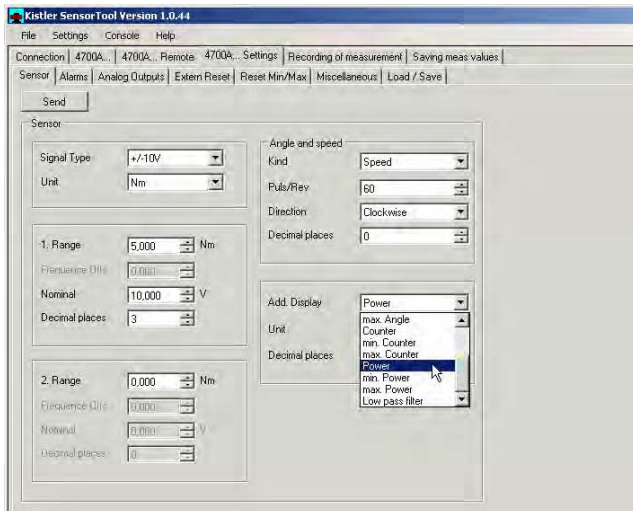 Kistler SensorTool Version 1.0.44
File Settings Console Help
Connection 4700A... 4700A... Remote 4700A... Settings Recording of measurement Saving meas values
Sensor Alarms Analog Outputs Extern Reset Reset Min/Max Miscellaneous Load / Save
Send
Sensor
Signal Type +/-10V
Unit Nm
1. Range 5,000 Nm
Frequence Diff. 0,000
Nominal 10,000 V
Decimal places 3
2. Range 0,000 Nm
Frequence Diff. 0,000
Nominal 0,000 V
Decimal places 0
Angle and speed
Kind Speed
Puls/Rev 60
Direction Clockwise
Decimal places 0
Add. Display Power
Unit
Decimal places
max. Angle
Counter
min. Counter
max. Counter
Power
min. Power
max. Power
Low pass filter